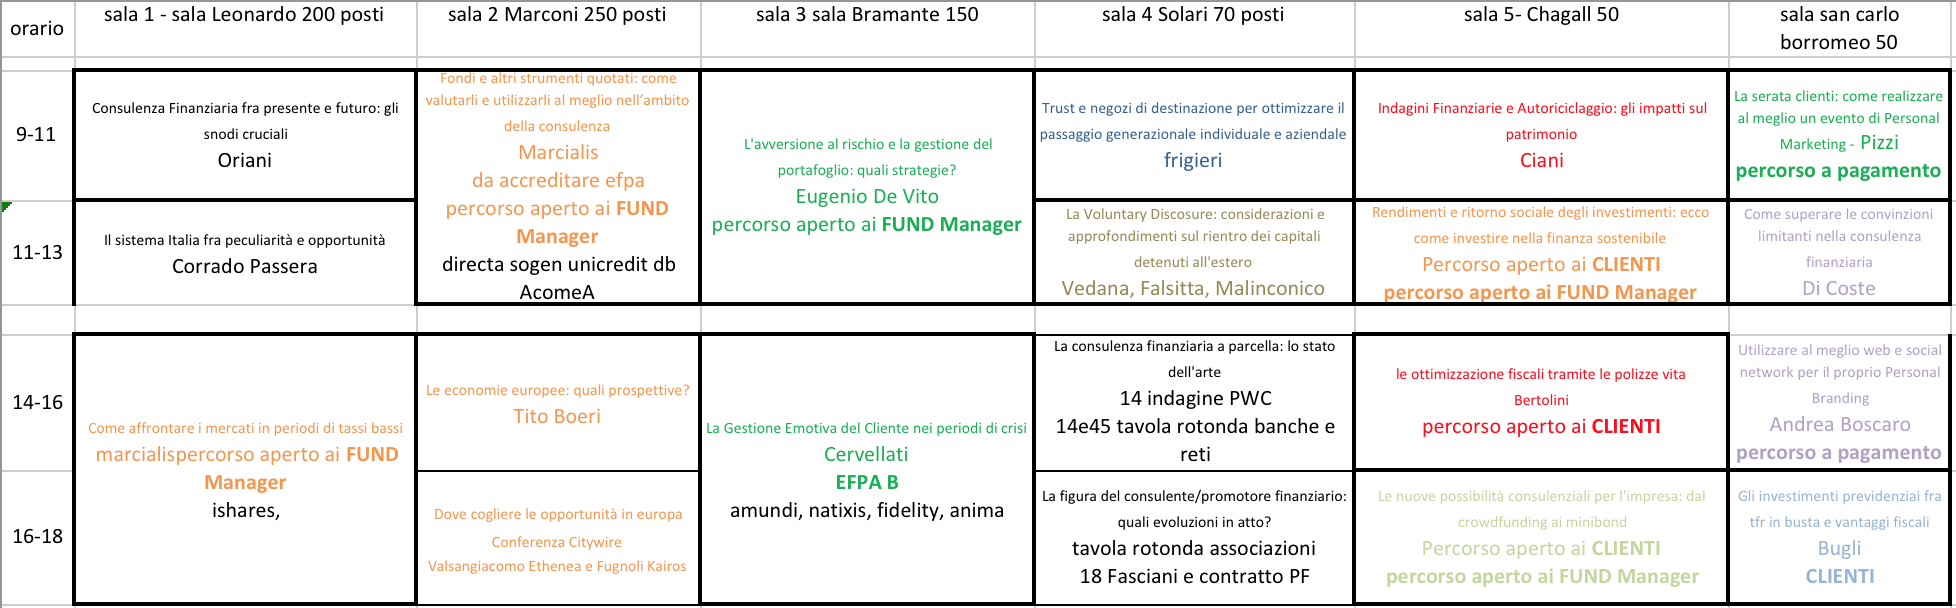 orario
sala 1 - sala Leonardo 200 posti
sala 2 Marconi 250 posti
sala 3 sala Bramante 150
sala 4 Solari 70 posti
sala 5- Chagall 50
sala san carlo
borromeo 50
9-11
Consulenza Finanziaria fra presente e futuro: gli
snodi cruciali
Oriani
Fondi e altri strumenti quotati: come
valutarli e utilizzarli al meglio nell’ambito
della consulenza
Marcialis
da accreditare efpa
percorso aperto ai FUND
Manager
directa sogen unicredit db
AcomeA
L'avversione al rischio e la gestione del
portafoglio: quali strategie?
Eugenio De Vito
percorso aperto ai FUND Manager
Trust e negozi di destinazione per ottimizzare il
passaggio generazionale individuale e aziendale
frigieri
Indagini Finanziarie e Autoriciclaggio: gli impatti sul
patrimonio
Ciani
La serata clienti: come realizzare
al meglio un evento di Personal
Marketing - Pizzi
percorso a pagamento
11-13
Il sistema Italia fra peculiarità e opportunità
Corrado Passera
La Voluntary Discosure: considerazioni e
approfondimenti sul rientro dei capitali
detenuti all'estero
Vedana, Falsitta, Malinconico
Rendimenti e ritorno sociale degli investimenti: ecco
come investire nella finanza sostenibile
Percorso aperto ai CLIENTI
percorso aperto ai FUND Manager
Come superare le convinzioni
limitanti nella consulenza
finanziaria
Di Coste
14-16
Come affrontare i mercati in periodi di tassi bassi
marcialispercorso aperto ai FUND
Manager
ishares,
Le economie europee: quali prospettive?
Tito Boeri
La Gestione Emotiva del Cliente nei periodi di crisi
Cervellati
EFPA B
amundi, natixis, fidelity, anima
La consulenza finanziaria a parcella: lo stato
dell'arte
14 indagine PWC
14e45 tavola rotonda banche e
reti
le ottimizzazione fiscali tramite le polizze vita
Bertolini
percorso aperto ai CLIENTI
Utilizzare al meglio web e social
network per il proprio Personal
Branding
Andrea Boscaro
percorso a pagamento
16-18
Dove cogliere le opportunità in europa
Conferenza Citywire
Valsangiacomo Ethenea e Fugnoli Kairos
La figura del consulente/promotore finanziario:
quali evoluzioni in atto?
tavola rotonda associazioni
18 Fasciani e contratto PF
Le nuove possibilità consulenziali per l'impresa: dal
crowdfunding ai minibond
Percorso aperto ai CLIENTI
percorso aperto ai FUND Manager
Gli investimenti previdenziai fra
tfr in busta e vantaggi fiscali
Bugli
CLIENTI